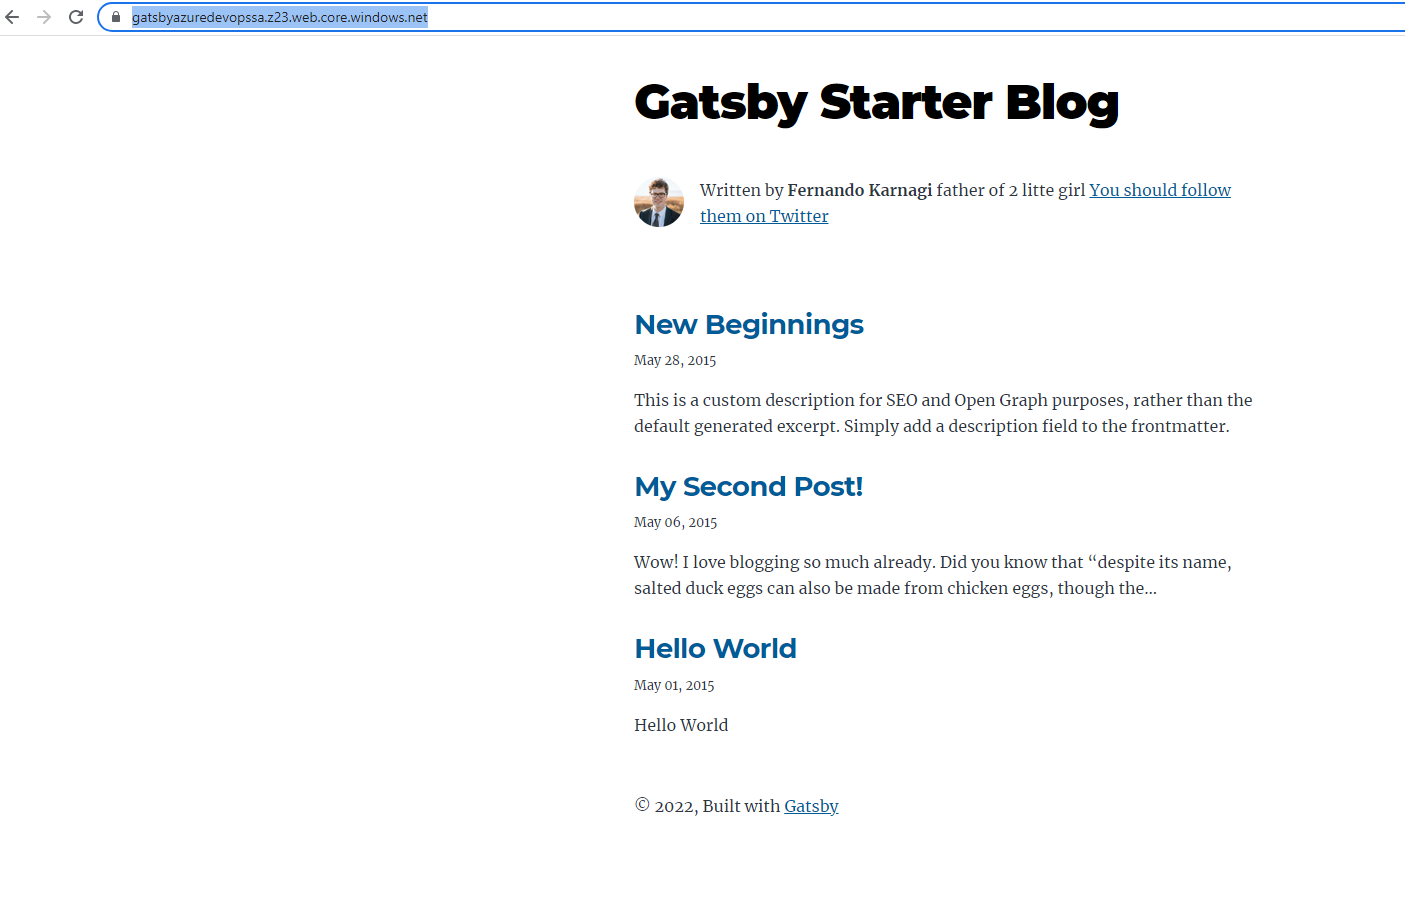 gatsbyazuredevopssa.z23.web.core.windows.net
Gatsby Starter Blog
Written by Fernando Karnagi father of 2 litte girl You should follow
them on Twitter
New Beginnings
May 28, 2015
This is a custom description for SEO and Open Graph purposes, rather than the
default generated excerpt. Simply add a description field to the frontmatter.
My Second Post!
May 06, 2015
Wow! I love blogging so much already. Did you know that “despite its name,
salted duck eggs can also be made from chicken eggs, though the…
Hello World
May 01, 2015
Hello World
© 2022, Built with Gatsby